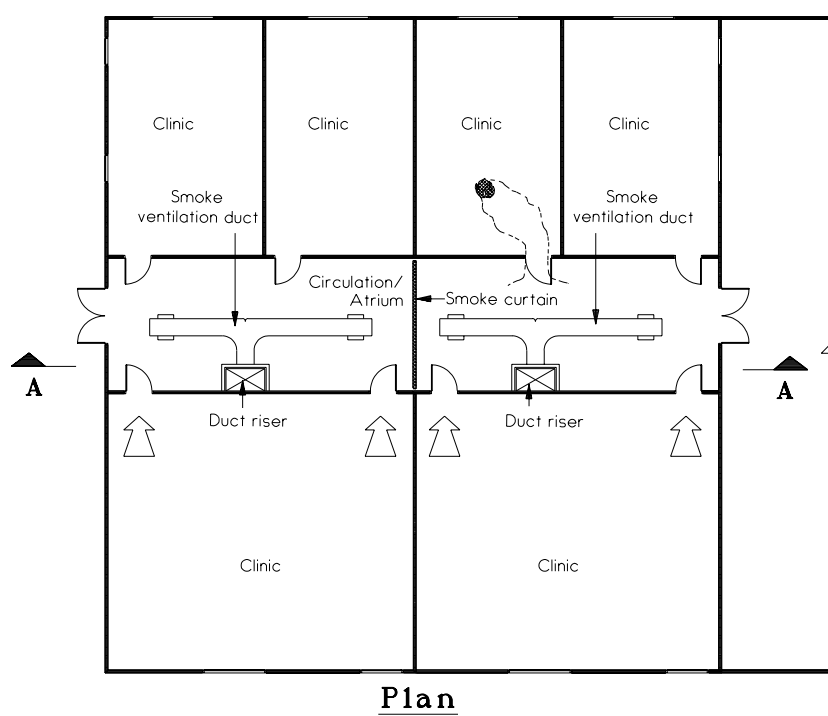 Clinic
Clinic
Clinic
Clinic
Smoke
ventilation duct
Smoke
ventilation duct
Circulation/
Atrium
Smoke curtain
A
A
Duct riser
Duct riser
Clinic
Clinic
Plan